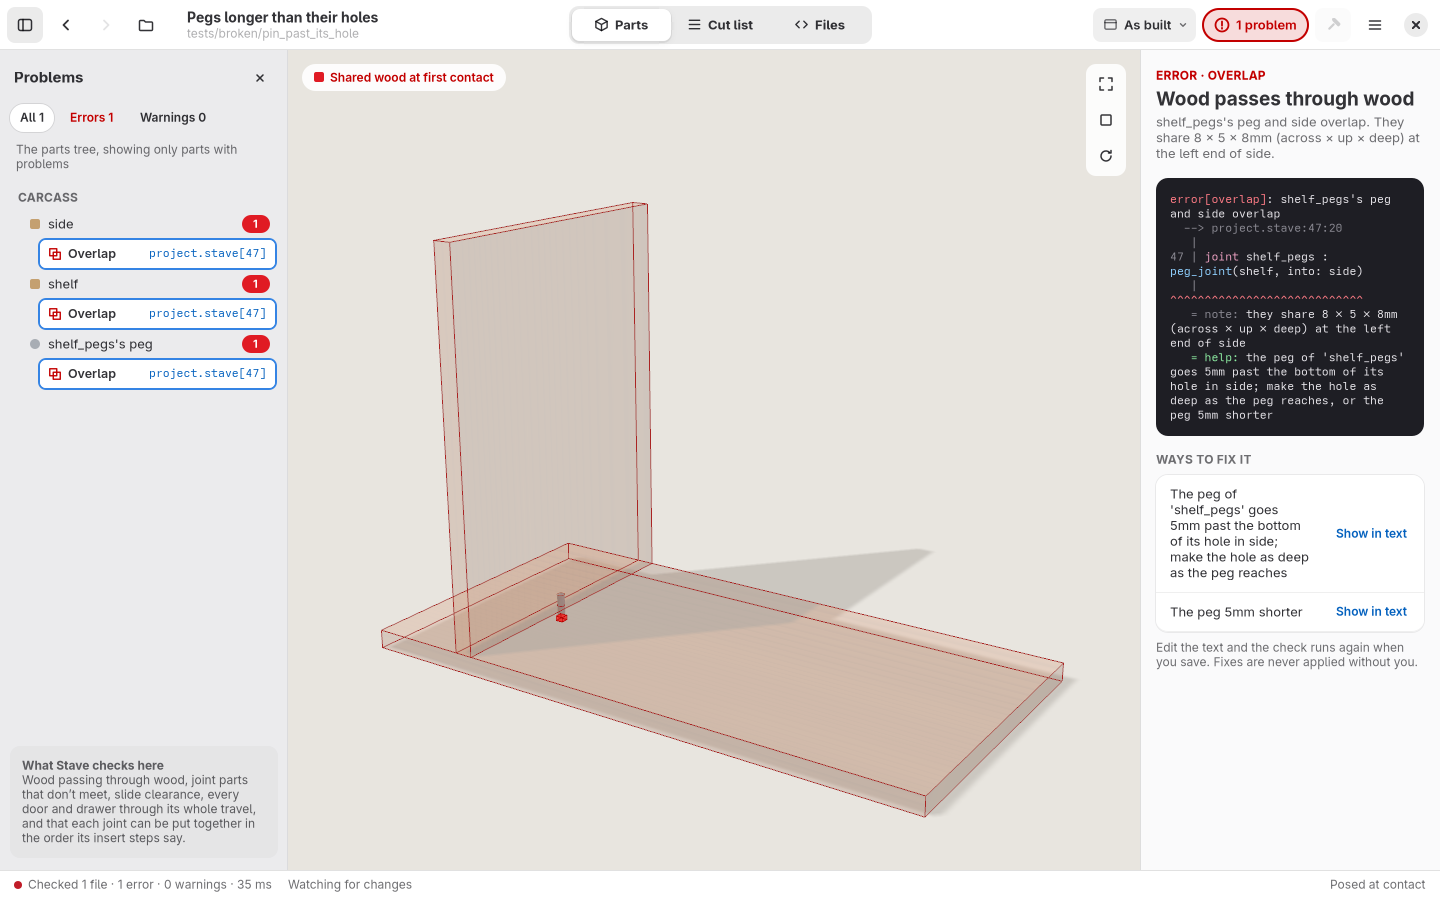 Pegs longer than their holes
tests/broken/pin_past_its_hole
Parts
Cut list
Files
As built
1 problem
Problems
All 1
Errors 1
Warnings 0
The parts tree, showing only parts with
problems
CARCASS
side
1
Overlap
project.stave[47]
shelf
1
Overlap
project.stave[47]
shelf_pegs's peg
1
Overlap
project.stave[47]
What Stave checks here
Wood passing through wood, joint parts
that don't meet, slide clearance, every
door and drawer through its whole travel,
and that each joint can be put together in
the order its insert steps say.
Shared wood at first contact
ERROR · OVERLAP
Wood passes through wood
shelf_pegs's peg and side overlap. They
share 8 × 5 × 8mm (across × up × deep) at
the left end of side.
error[overlap]: shelf_pegs's peg
and side overlap
--> project.stave:47:20
|
47 | joint shelf_pegs :
peg_joint(shelf, into: side)
|
^^^^^^^^^^^^^^^^^^^^^^^^^^^^
= note: they share 8 × 5 × 8mm
(across × up × deep) at the left
end of side
= help: the peg of 'shelf_pegs'
goes 5mm past the bottom of its
hole in side; make the hole as
deep as the peg reaches, or the
peg 5mm shorter
WAYS TO FIX IT
The peg of
'shelf_pegs' goes
5mm past the bottom
of its hole in side;
make the hole as deep
as the peg reaches
Show in text
The peg 5mm shorter
Show in text
Edit the text and the check runs again when
you save. Fixes are never applied without you.
Checked 1 file · 1 error · 0 warnings · 35 ms
Watching for changes
Posed at contact